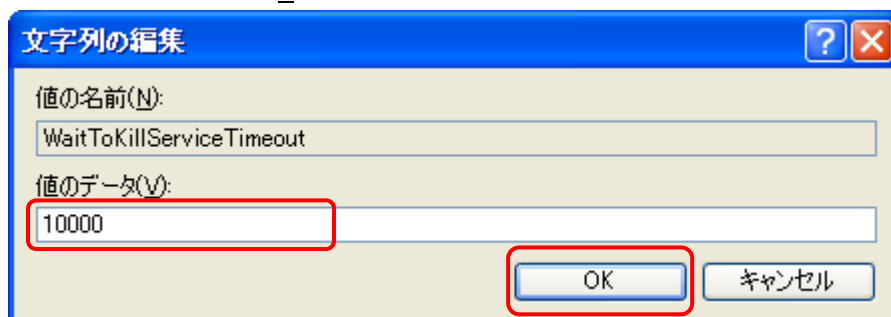 文字列の編集
値の名前(N):
WaitToKillServiceTimeout
値のデータ(V):
10000
OK キャンセル